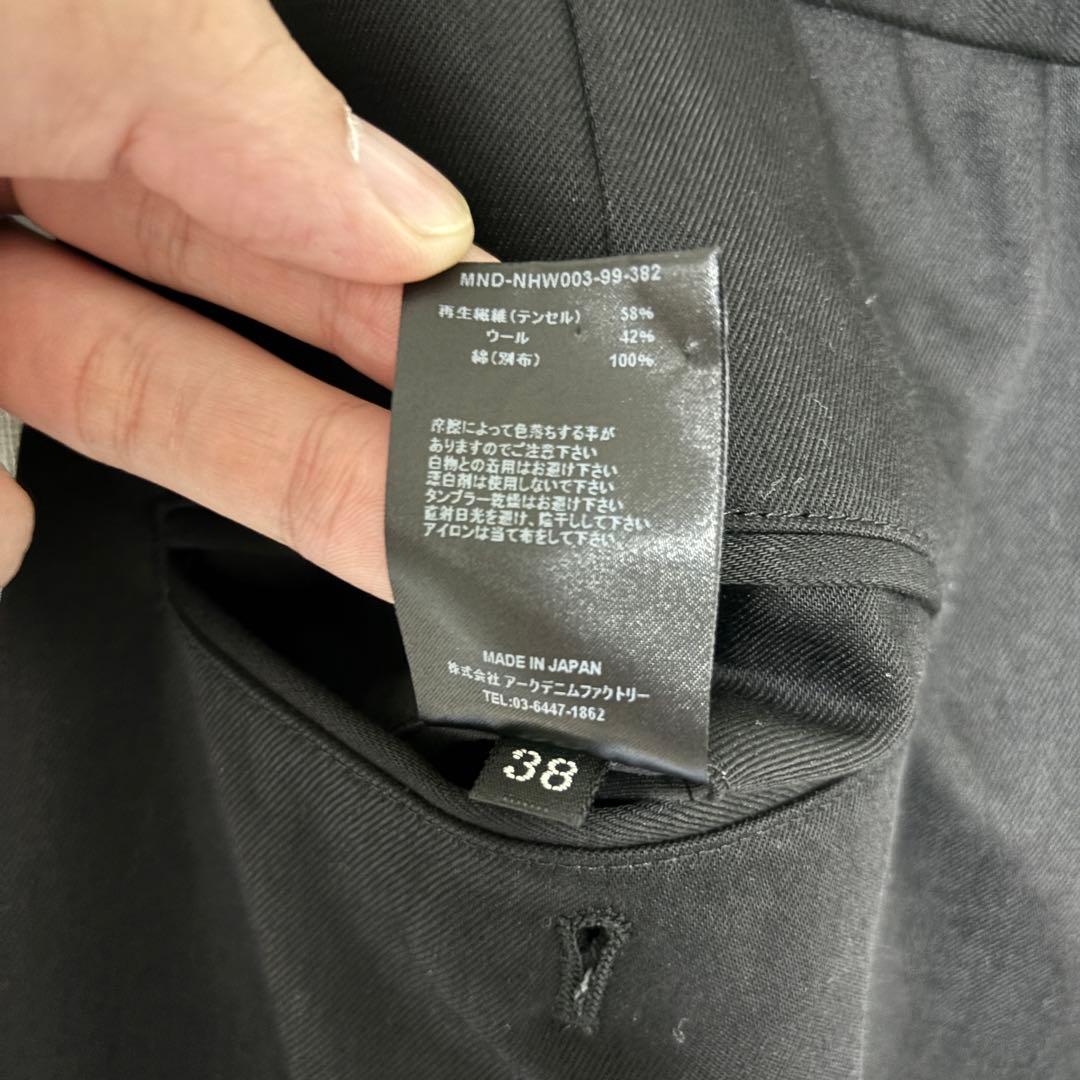 MND-NHW003-99-382
再生繊維(テンセル) 58%
ウール 42%
綿(別布) 100%
摩擦によって色落ちする事が
ありますのでご注意下さい
白物との着用はお避け下さい
漂白剤は使用しないで下さい
タンブラー乾燥はお避け下さい
直射日光を避け、陰干しして下さい
アイロンは当て布をして下さい
MADE IN JAPAN
株式会社 アークデニムファクトリー
TEL:03-6447-1862
38